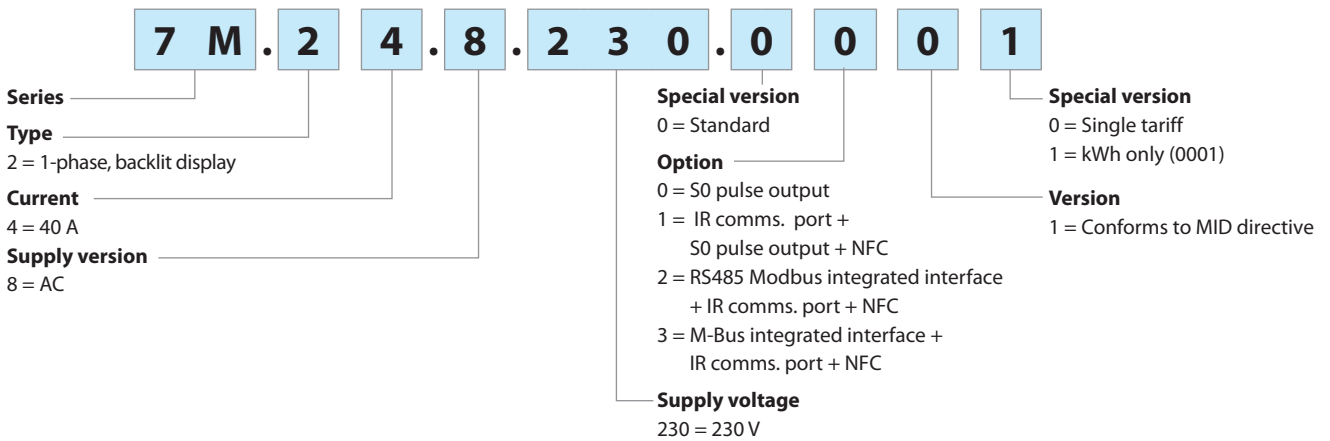 7 M . 2 4 . 8 . 2 3 0 . 0 0 0 1
Series
Type
2 = 1-phase, backlit display
Current
4 = 40 A
Supply version
8 = AC
Special version
0 = Standard
Option
0 = S0 pulse output
1 = IR comms. port +
S0 pulse output + NFC
2 = RS485 Modbus integrated interface
+ IR comms. port + NFC
3 = M-Bus integrated interface +
IR comms. port + NFC
Supply voltage
230 = 230 V
Special version
0 = Single tariff
1 = kWh only (0001)
Version
1 = Conforms to MID directive